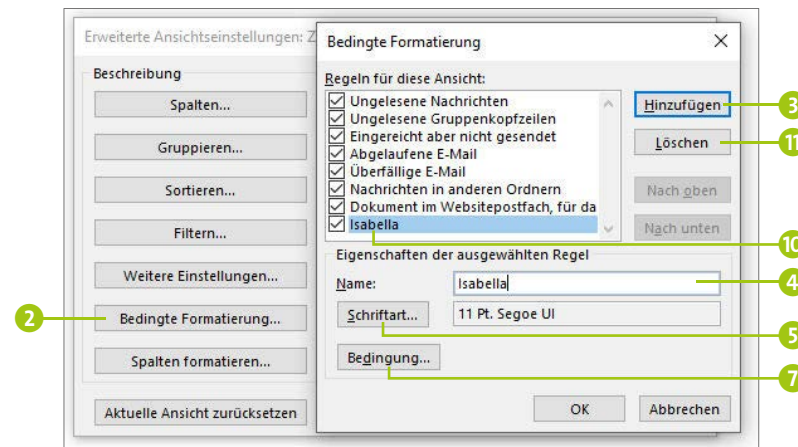 Erweiterte Ansichtseinstellungen: Z
Beschreibung
Spalten...
Gruppieren...
Sortieren...
Filtern...
Weitere Einstellungen...
2
Bedingte Formatierung...
Spalten formatieren...
Aktuelle Ansicht zurücksetzen
Bedingte Formatierung
Regeln für diese Ansicht:
Ungelesene Nachrichten
Ungelesene Gruppenkopfzeilen
Eingereicht aber nicht gesendet
Abgelaufene E-Mail
Überfällige E-Mail
Nachrichten in anderen Ordnern
Dokument im Websitepostfach, für da
Isabella
Hinzufügen
3
Löschen
11
Nach oben
Nach unten
10
Eigenschaften der ausgewählten Regel
Name: Isabella
4
Schriftart... 11 Pt. Segoe UI
5
Bedingung...
7
OK Abbrechen